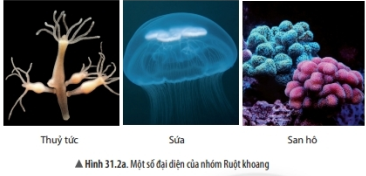 Thuỷ tức Sứa San hô
▲ Hình 31.2a. Một số đại diện của nhóm Ruột khoang